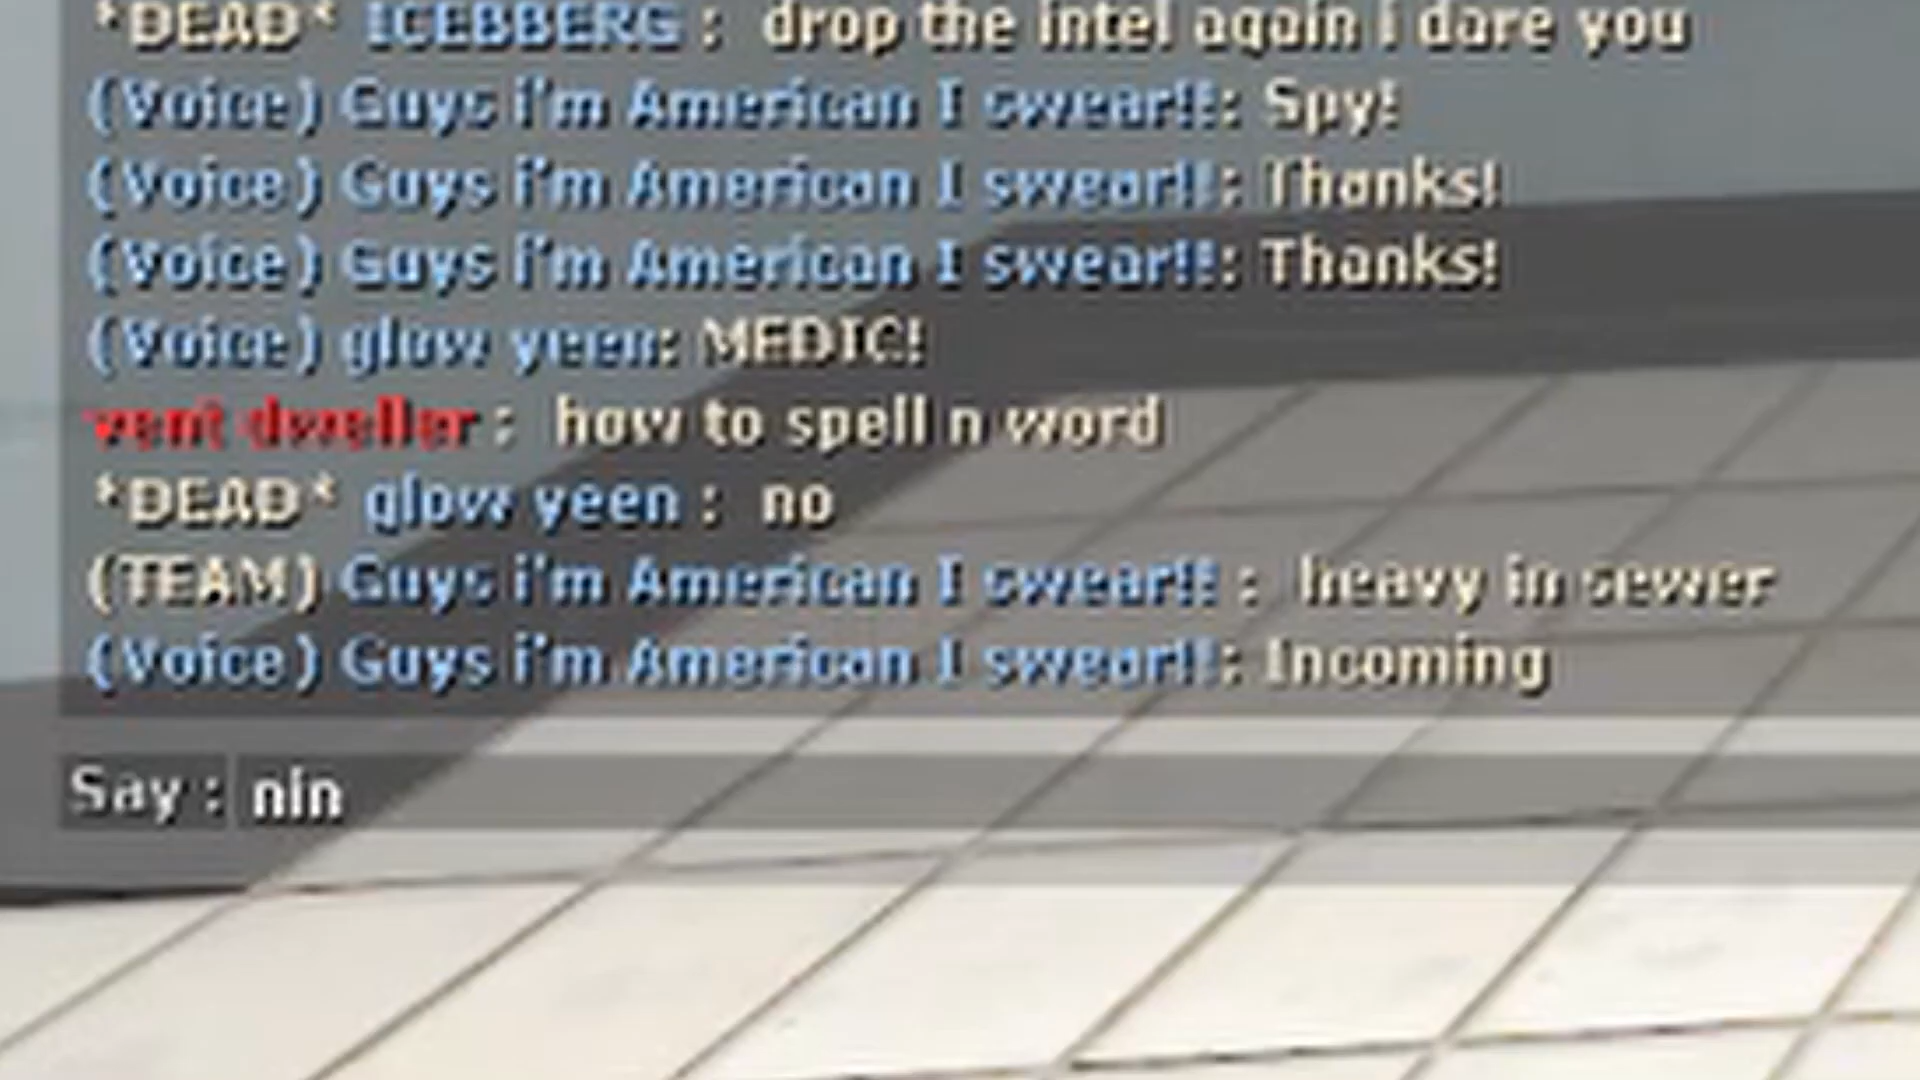 *DEAD* ICEBBERG :  drop the intel again i dare you
(Voice) Guys i'm American I swear!!: Spy!
(Voice) Guys i'm American I swear!!: Thanks!
(Voice) Guys i'm American I swear!!: Thanks!
(Voice) glow yeen: MEDIC!
vent dweller :  how to spell n word
*DEAD* glow yeen :  no
(TEAM) Guys i'm American I swear!! :  heavy in sewer
(Voice) Guys i'm American I swear!!: Incoming
Say : nin